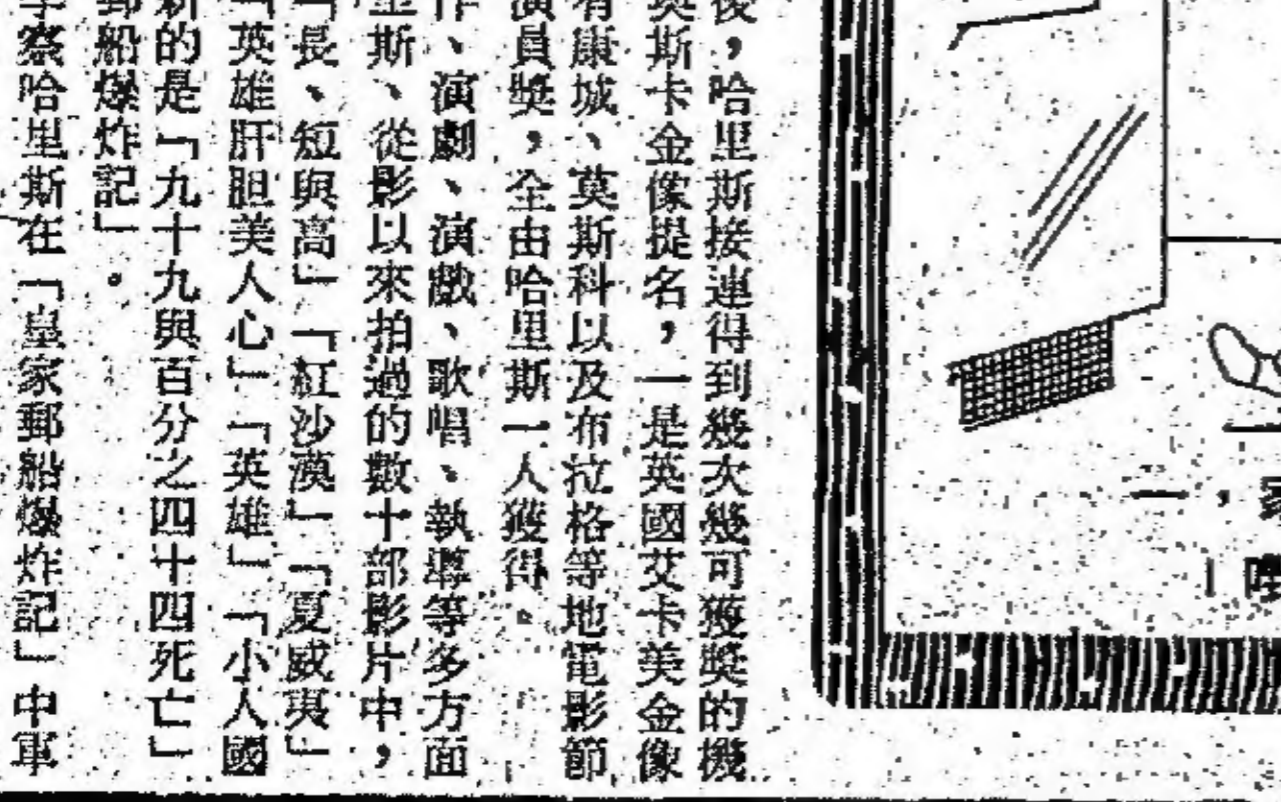 後，哈里斯接連得到幾次幾可獲獎的機
奧斯卡金像提名，一是英國艾卡美金像
有康城、莫斯科以及布拉格等地電影節
演員獎，全由哈里斯一人獲得。
作、演劇、演戲、歌唱、執導等多方面
里斯、從影以來拍過的數十部影片中，
「長、短與高」「紅沙漠」「夏威夷」
「英雄肝胆美人心」「英雄」「小人國
新的是「九十九與百分之四十四死亡」
郵船爆炸記」。
李察哈里斯在「皇家郵船爆炸記」中軍